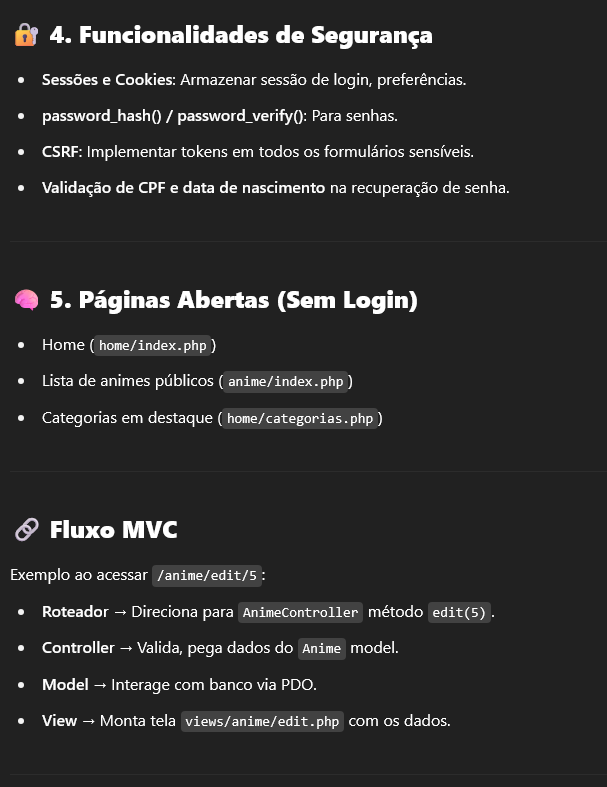 🔐 4. Funcionalidades de Segurança
• Sessões e Cookies: Armazenar sessão de login, preferências.
• password_hash() / password_verify(): Para senhas.
• CSRF: Implementar tokens em todos os formulários sensíveis.
• Validação de CPF e data de nascimento na recuperação de senha.
🧠 5. Páginas Abertas (Sem Login)
• Home (home/index.php)
• Lista de animes públicos (anime/index.php)
• Categorias em destaque (home/categorias.php)
🔗 Fluxo MVC
Exemplo ao acessar /anime/edit/5:
• Roteador → Direciona para AnimeController método edit(5).
• Controller → Valida, pega dados do Anime model.
• Model → Interage com banco via PDO.
• View → Monta tela views/anime/edit.php com os dados.